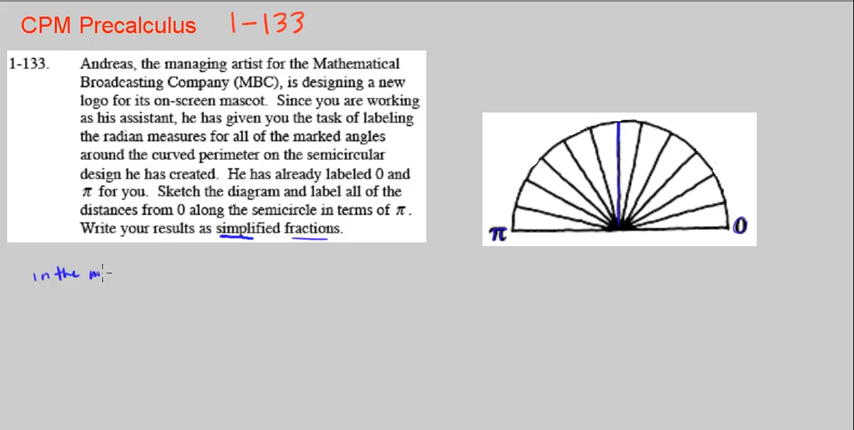 CPM Precalculus 1-133
1-133. Andreas, the managing artist for the Mathematical
Broadcasting Company (MBC), is designing a new
logo for its on-screen mascot. Since you are working
as his assistant, he has given you the task of labeling
the radian measures for all of the marked angles
around the curved perimeter on the semicircular
design he has created. He has already labeled 0 and
π for you. Sketch the diagram and label all of the
distances from 0 along the semicircle in terms of π.
Write your results as simplified fractions.
π 0
in the